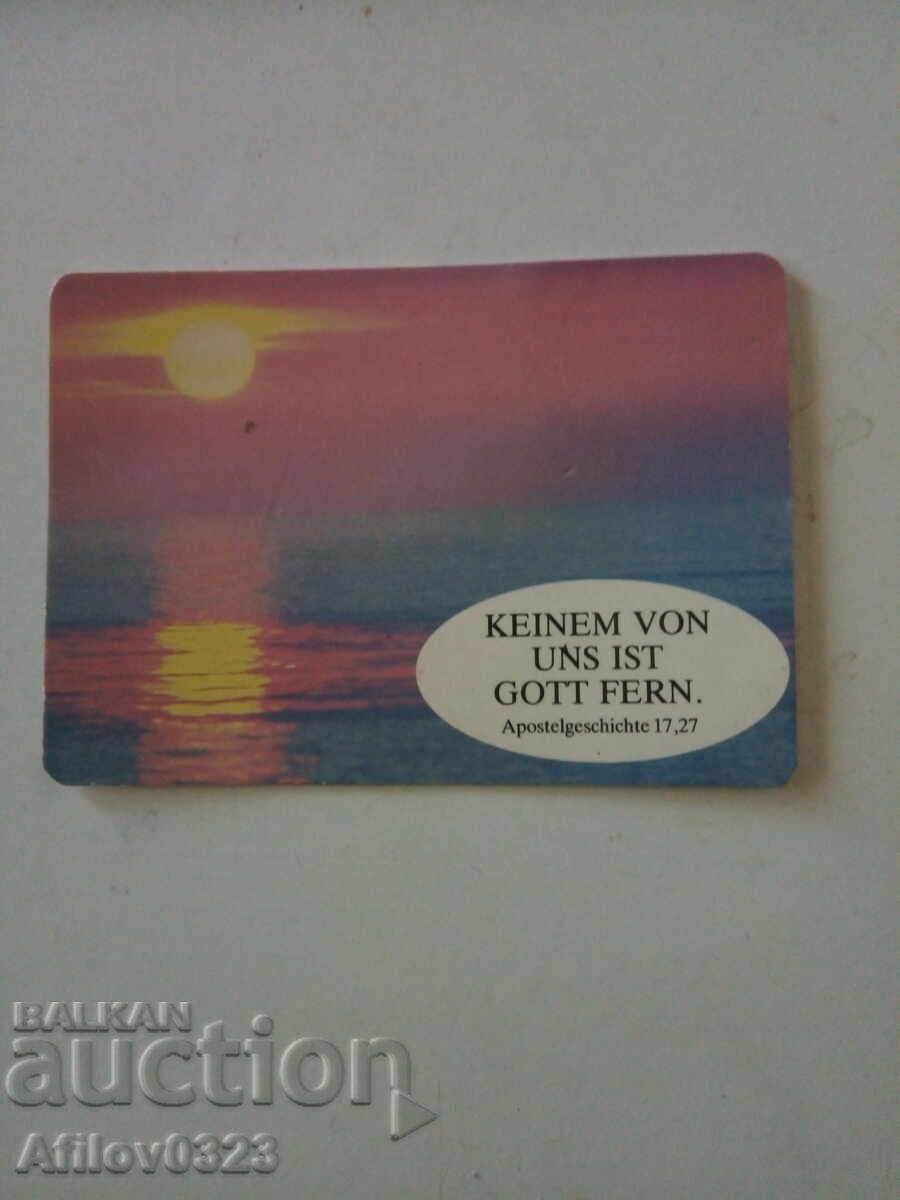 KEINEM VON
UNS IST
GOTT FERN.
Apostelgeschichte 17,27
BALKAN
auction
Afilov0323